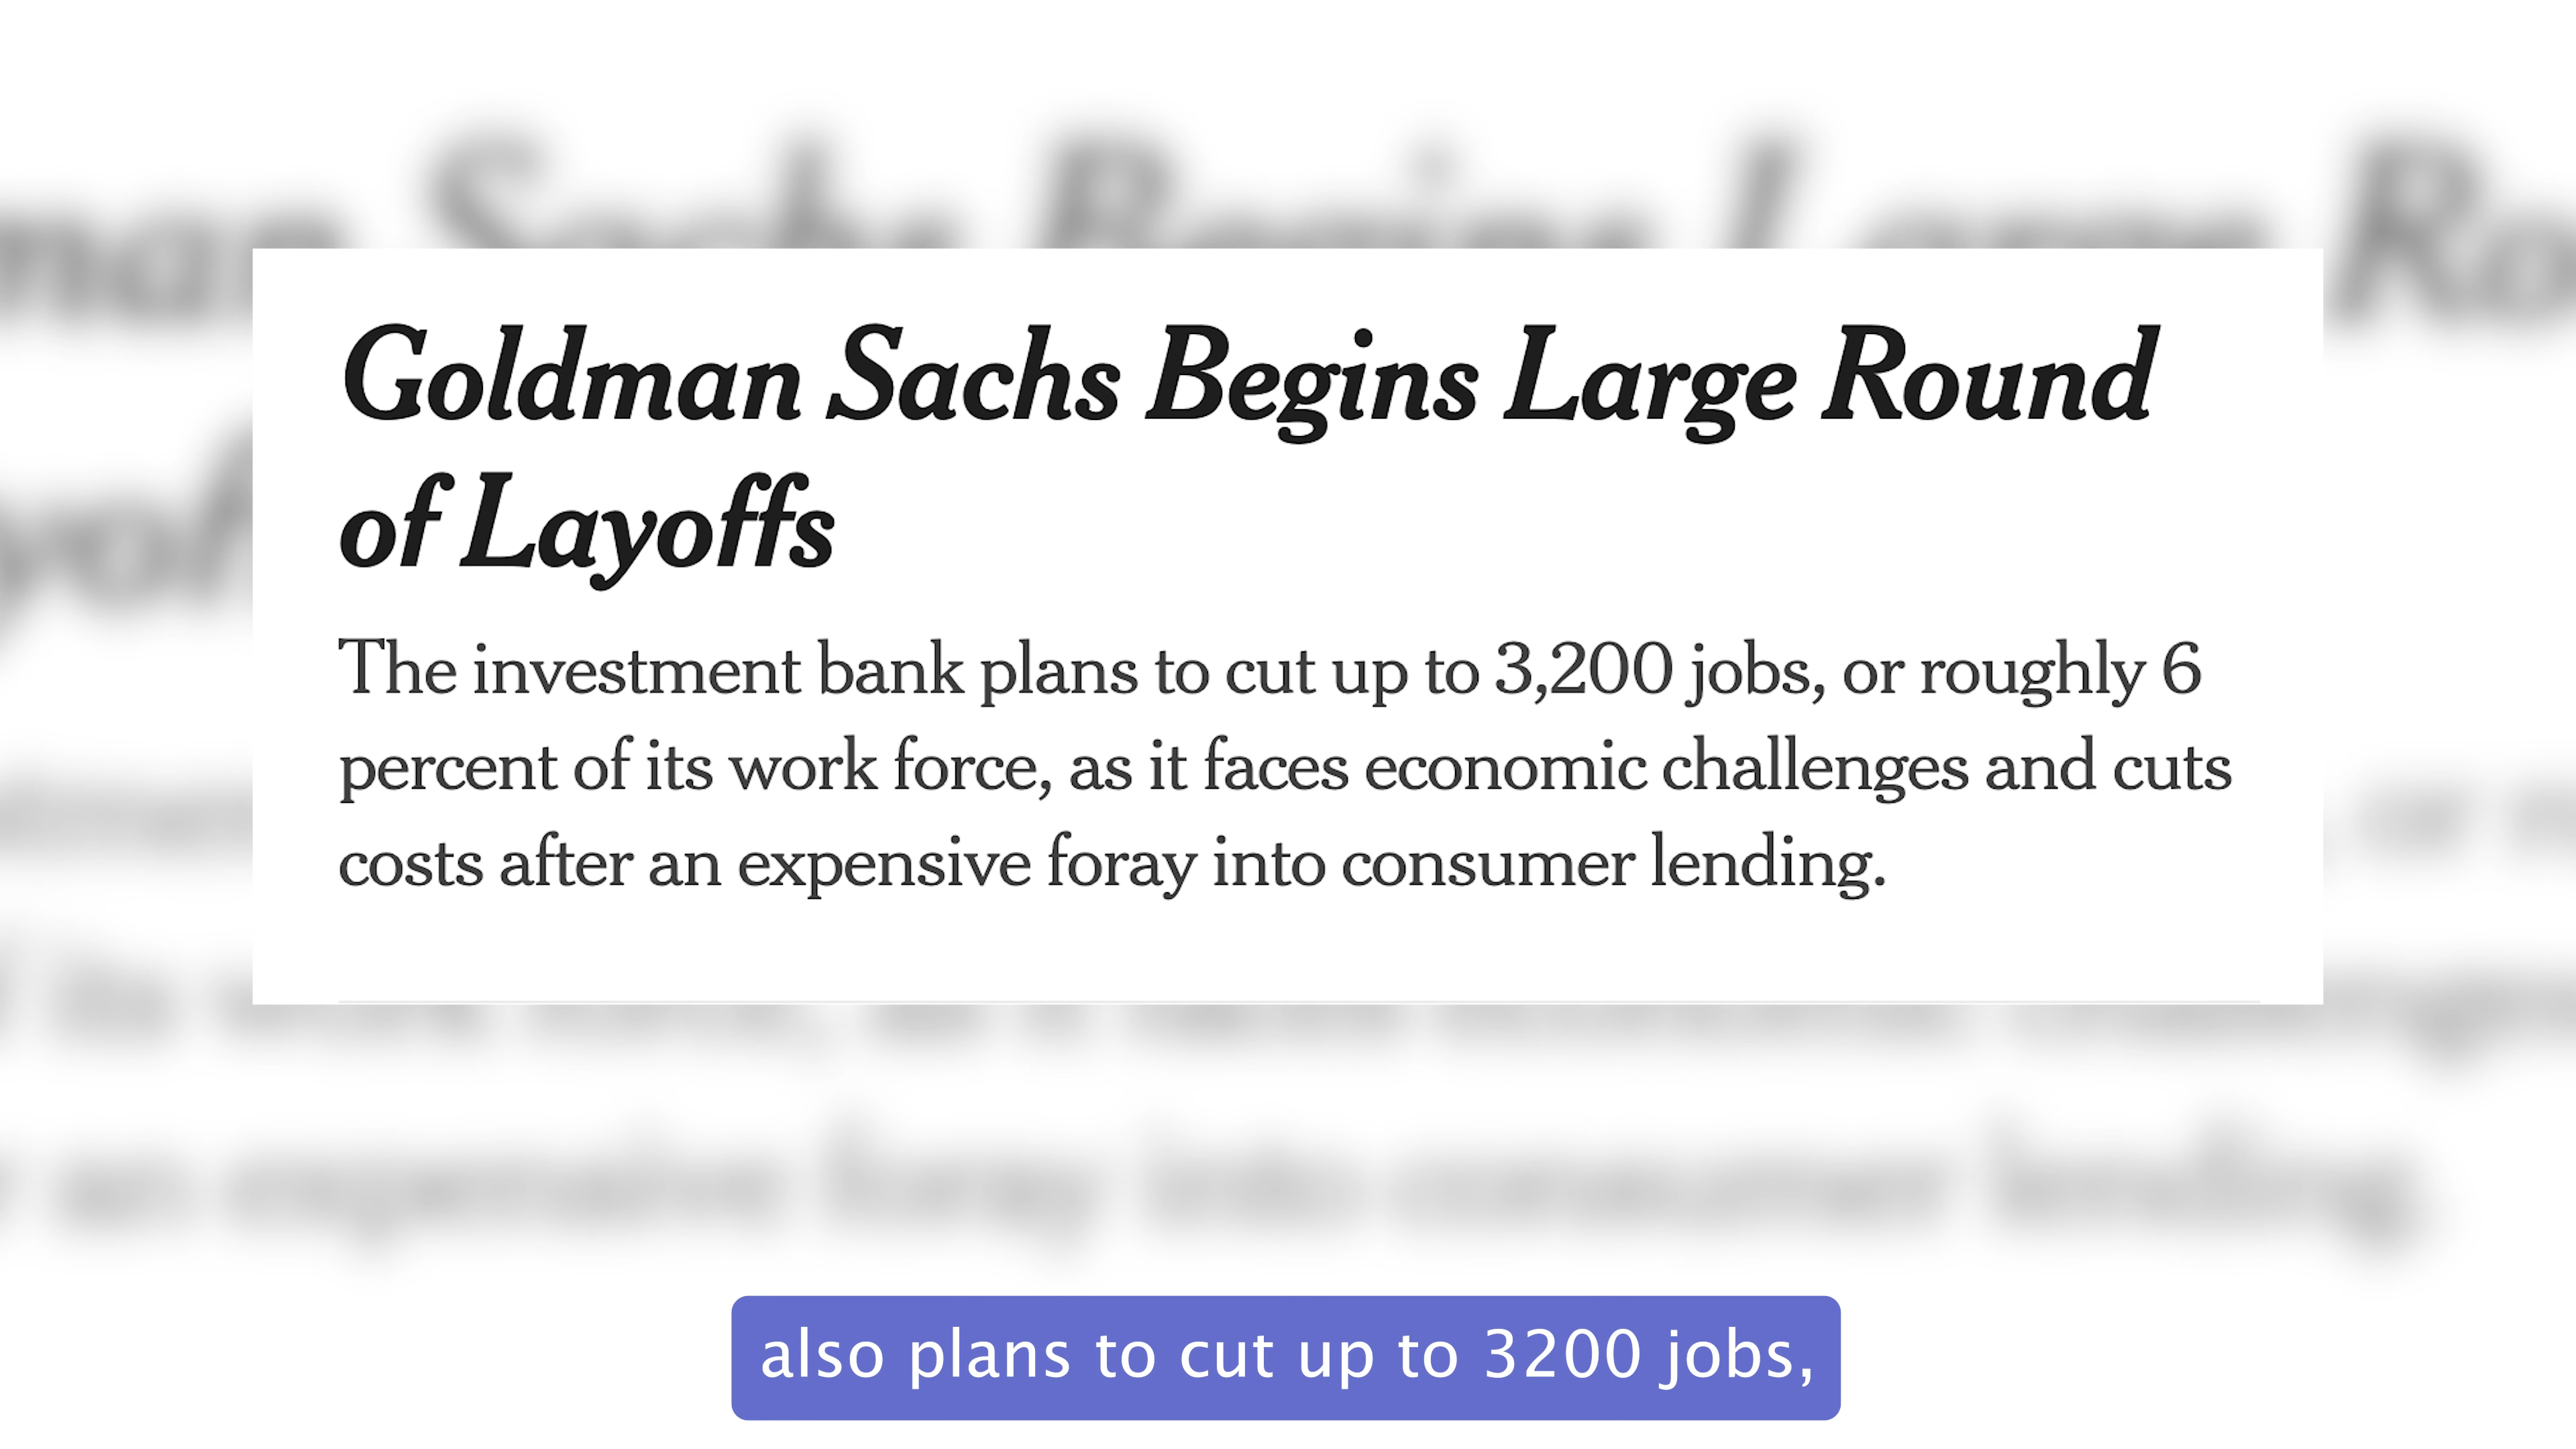 Goldman Sachs Begins Large Round
of Layoffs
The investment bank plans to cut up to 3,200 jobs, or roughly 6
percent of its work force, as it faces economic challenges and cuts
costs after an expensive foray into consumer lending.
also plans to cut up to 3200 jobs,